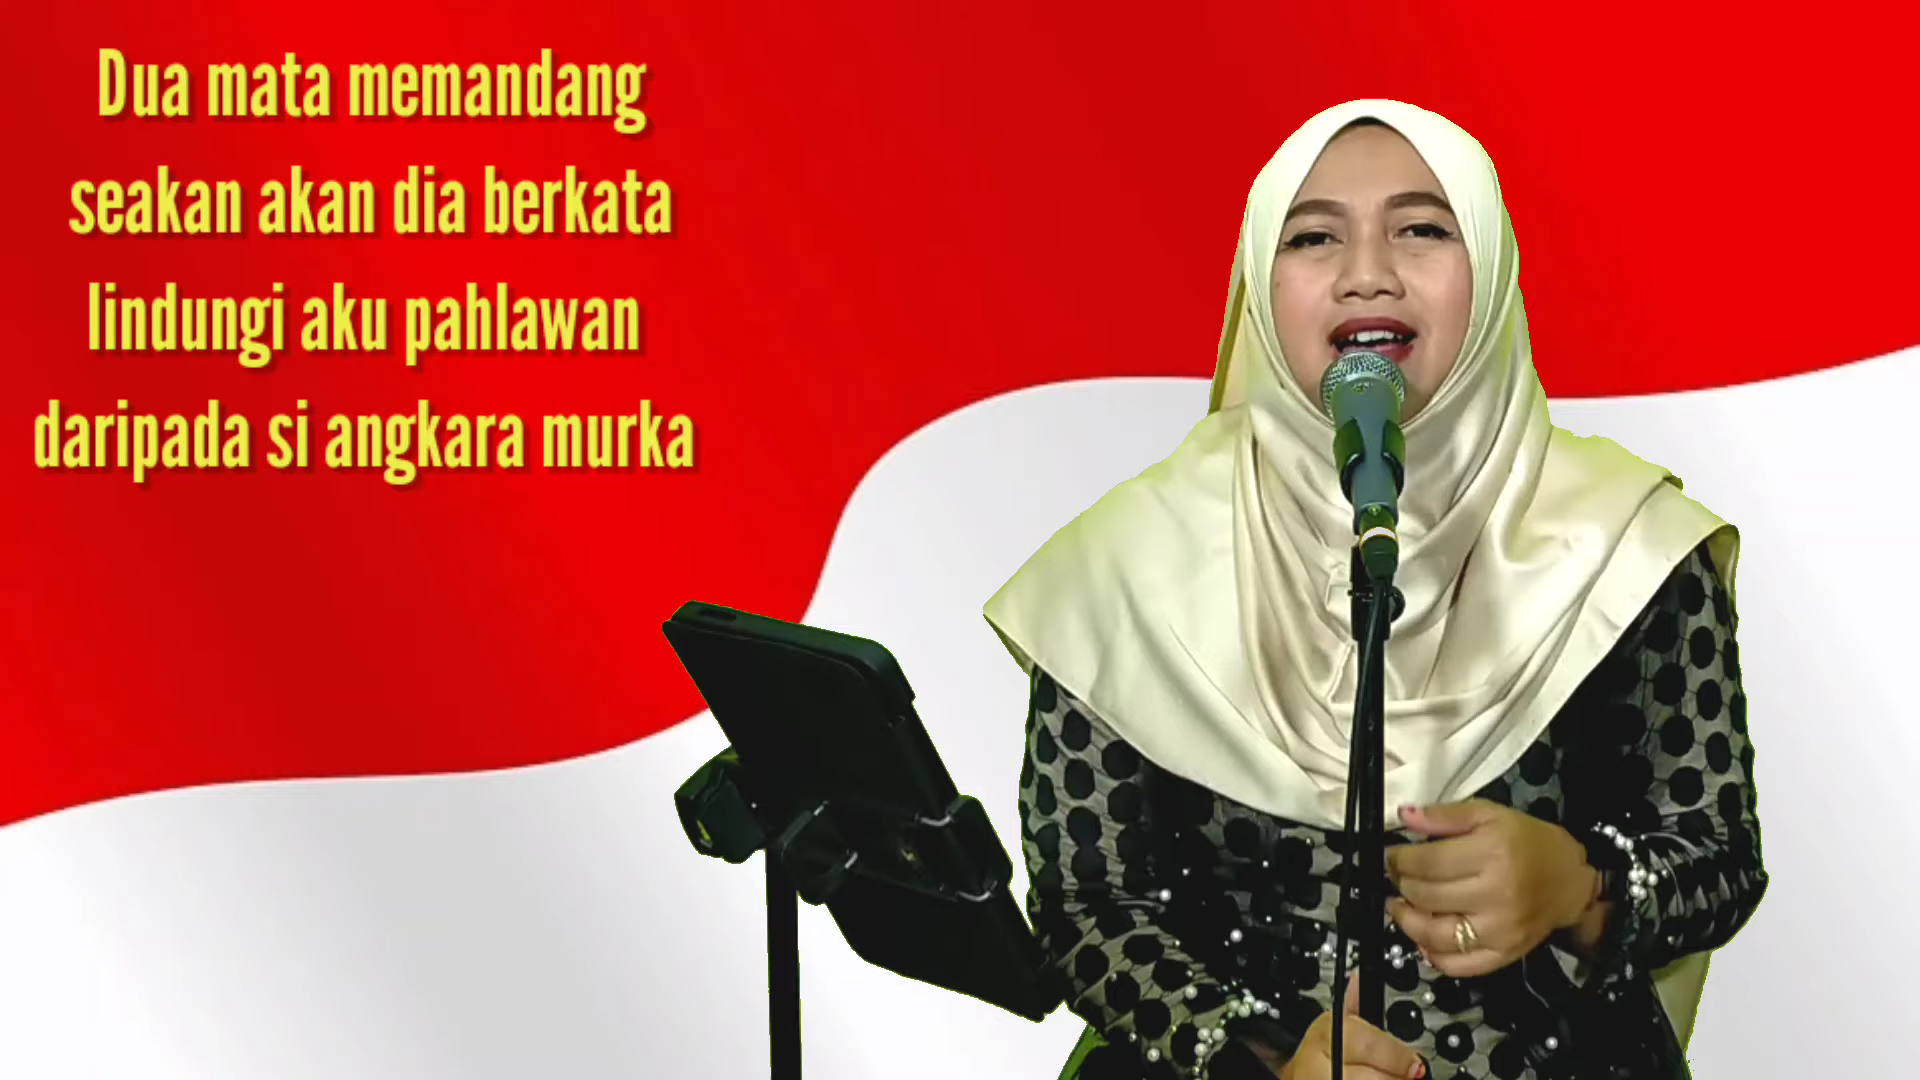 Dua mata memandang
seakan akan dia berkata
lindungi aku pahlawan
daripada si angkara murka